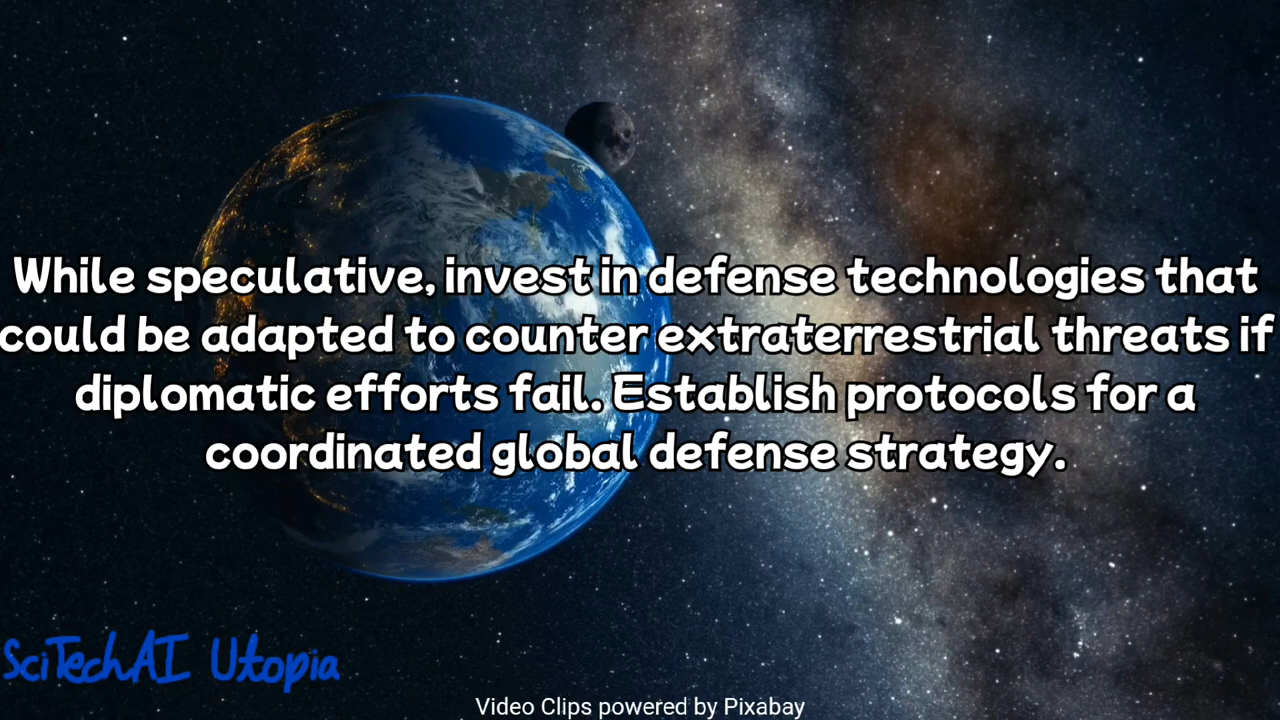 While speculative, invest in defense technologies that
could be adapted to counter extraterrestrial threats if
diplomatic efforts fail. Establish protocols for a
coordinated global defense strategy.
SciTechAI Utopia
Video Clips powered by Pixabay